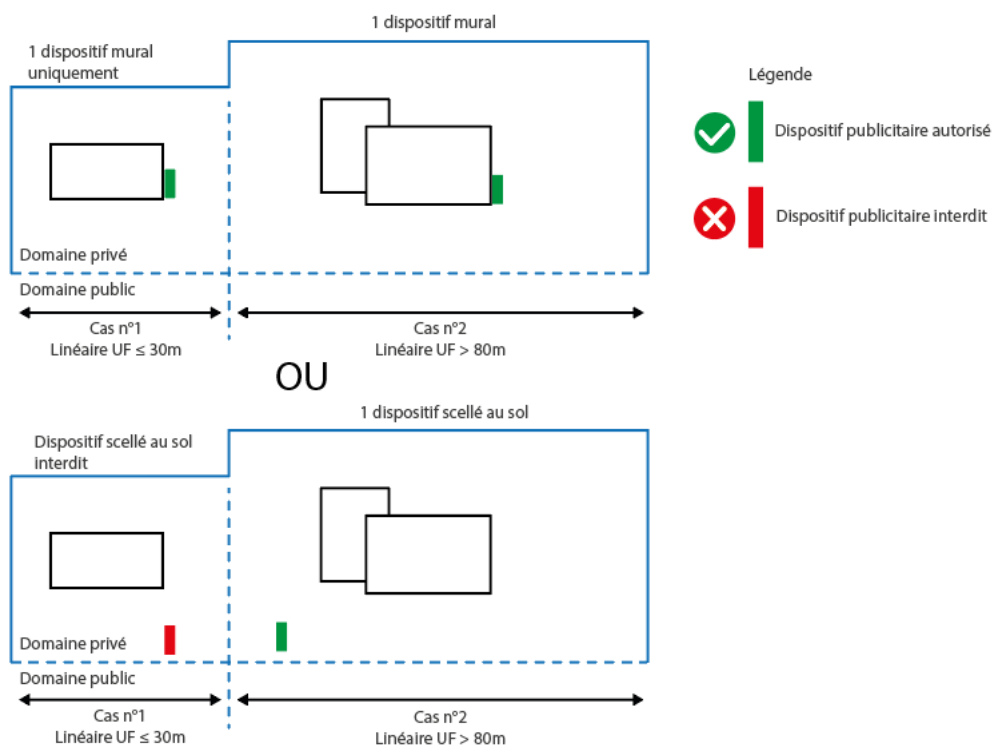 1 dispositif mural
uniquement
1 dispositif mural
Légende
Dispositif publicitaire autorisé
Dispositif publicitaire interdit
Domaine privé
Domaine public
Cas n°1
Linéaire UF ≤ 30m
Cas n°2
Linéaire UF > 80m
OU
Dispositif scellé au sol
interdit
1 dispositif scellé au sol
Domaine privé
Domaine public
Cas n°1
Linéaire UF ≤ 30m
Cas n°2
Linéaire UF > 80m